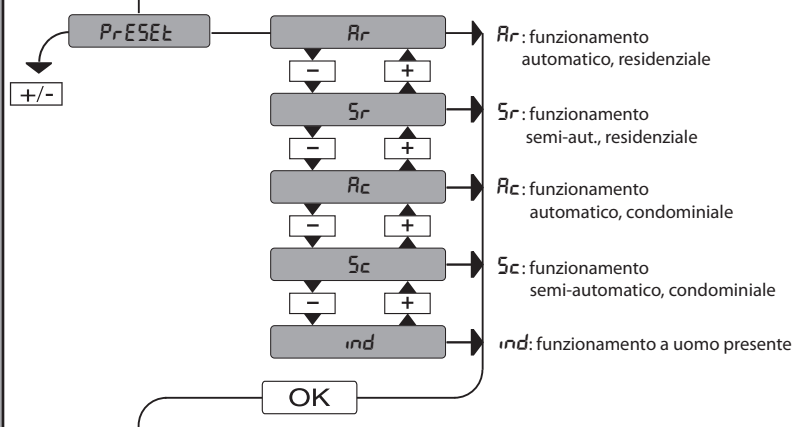 PrESEt
Ar
Ar: funzionamento
automatico, residenziale
+/-
- +
Sr
Sr: funzionamento
semi-aut., residenziale
- +
Ac
Ac: funzionamento
automatico, condominiale
- +
Sc
Sc: funzionamento
semi-automatico, condominiale
- +
ind
ind: funzionamento a uomo presente
OK